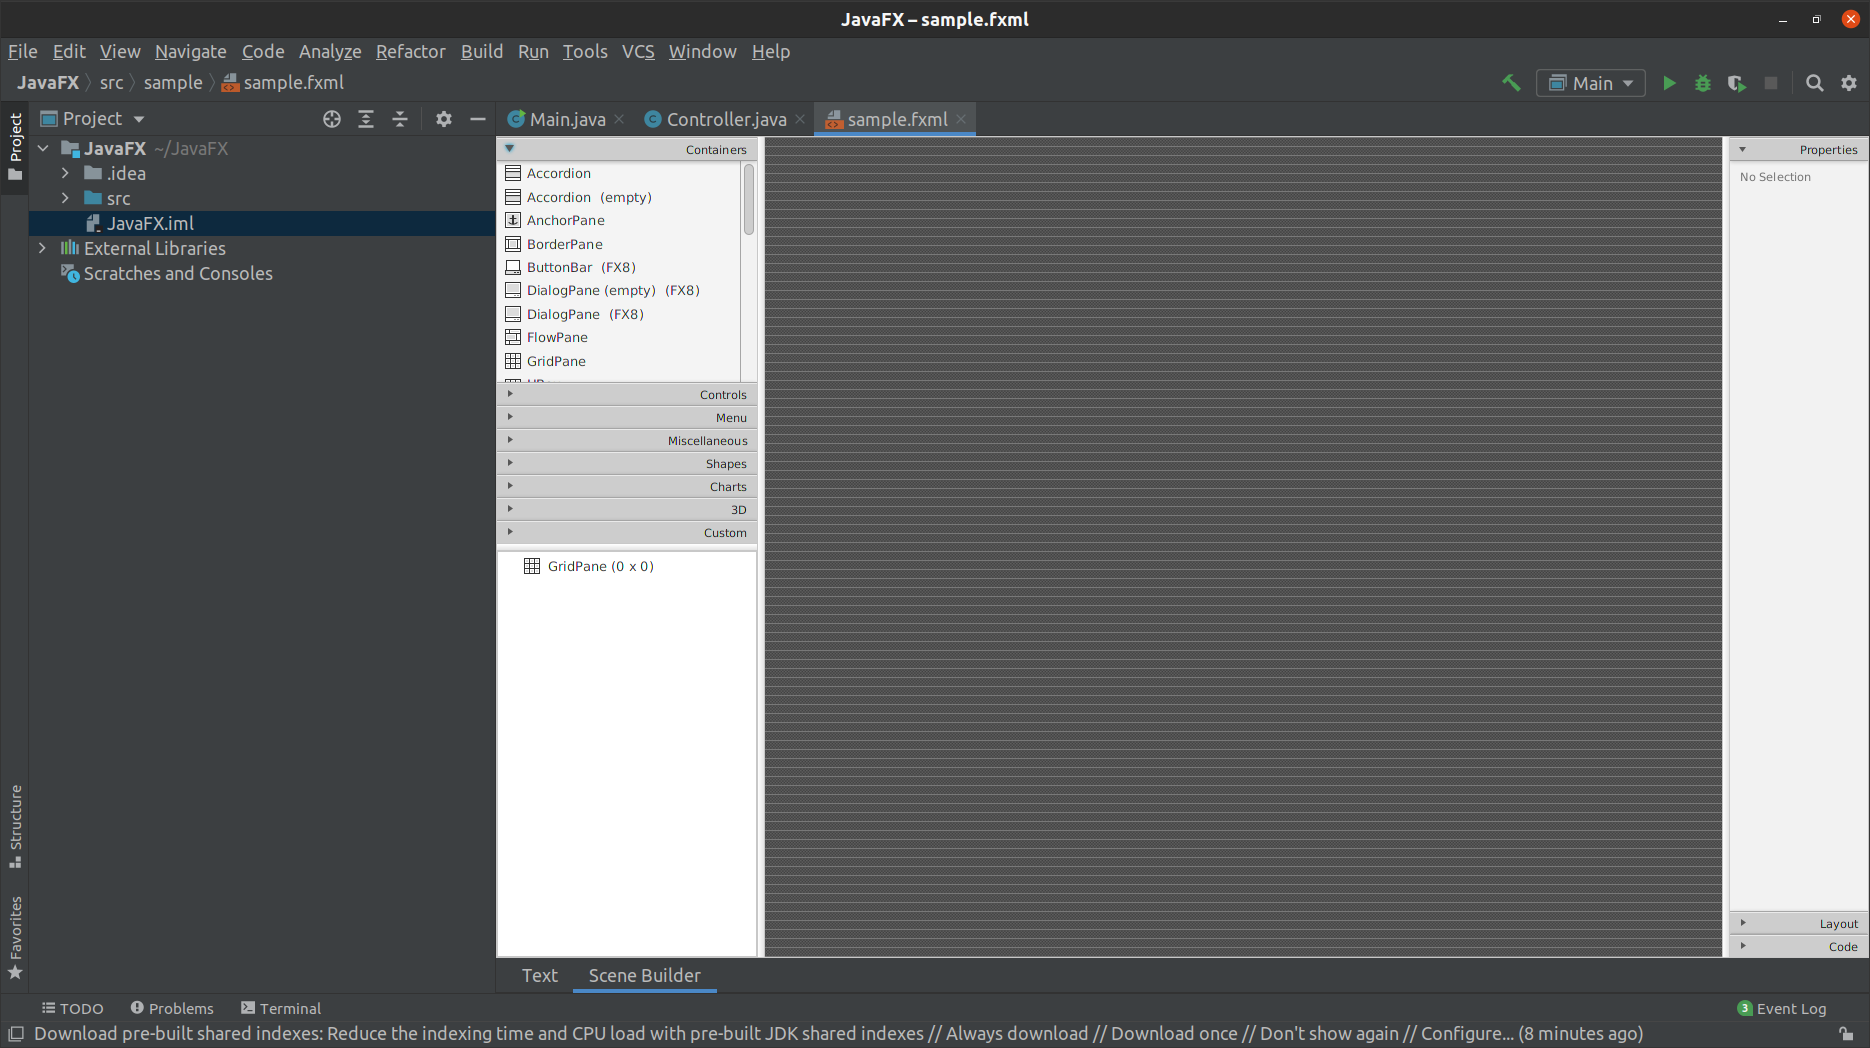 JavaFX – sample.fxml
File Edit View Navigate Code Analyze Refactor Build Run Tools VCS Window Help
JavaFX src sample sample.fxml
Main
Project
Project
Main.java
Controller.java
sample.fxml
JavaFX ~/JavaFX
.idea
src
JavaFX.iml
External Libraries
Scratches and Consoles
Containers
Accordion
Accordion (empty)
AnchorPane
BorderPane
ButtonBar (FX8)
DialogPane (empty) (FX8)
DialogPane (FX8)
FlowPane
GridPane
Controls
Menu
Miscellaneous
Shapes
Charts
3D
Custom
GridPane (0 x 0)
Properties
No Selection
Layout
Code
Structure
Favorites
Text Scene Builder
TODO Problems Terminal
3 Event Log
Download pre-built shared indexes: Reduce the indexing time and CPU load with pre-built JDK shared indexes // Always download // Download once // Don't show again // Configure... (8 minutes ago)